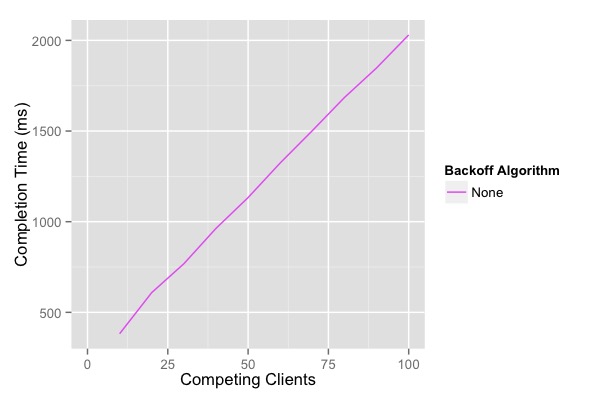 2000
1500
1000
500
Completion Time (ms)
0 25 50 75 100
Competing Clients
Backoff Algorithm
None